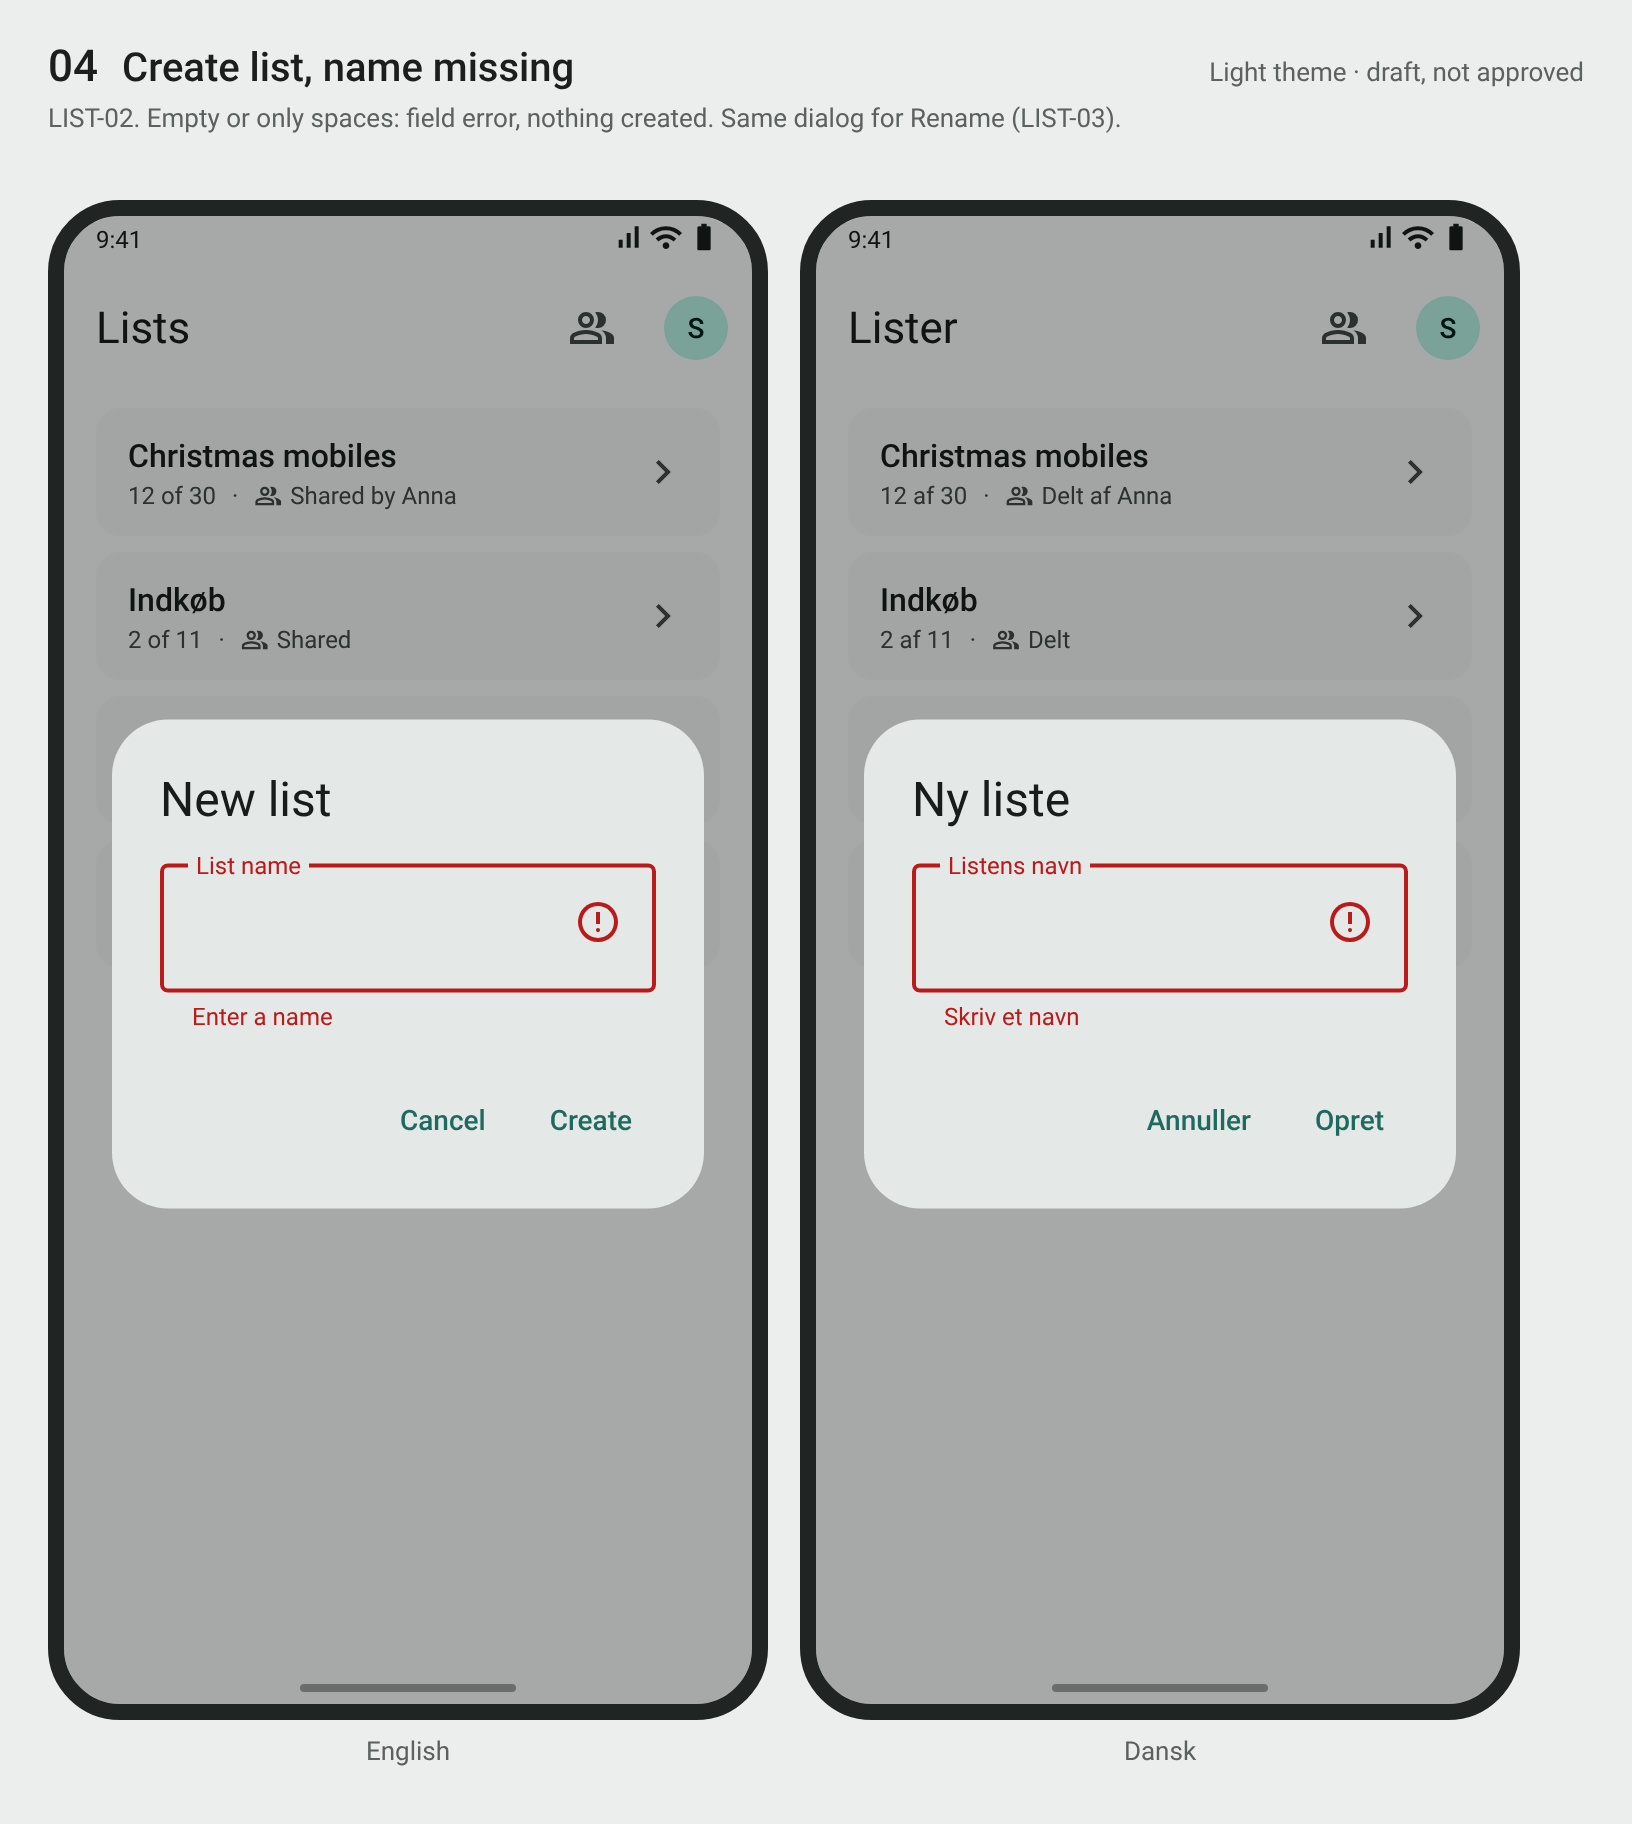 04 Create list, name missing
Light theme · draft, not approved
LIST-02. Empty or only spaces: field error, nothing created. Same dialog for Rename (LIST-03).
9:41
Lists
S
Christmas mobiles
12 of 30 · Shared by Anna
Indkøb
2 of 11 · Shared
New list
List name
Enter a name
Cancel Create
English
9:41
Lister
S
Christmas mobiles
12 af 30 · Delt af Anna
Indkøb
2 af 11 · Delt
Ny liste
Listens navn
Skriv et navn
Annuller Opret
Dansk